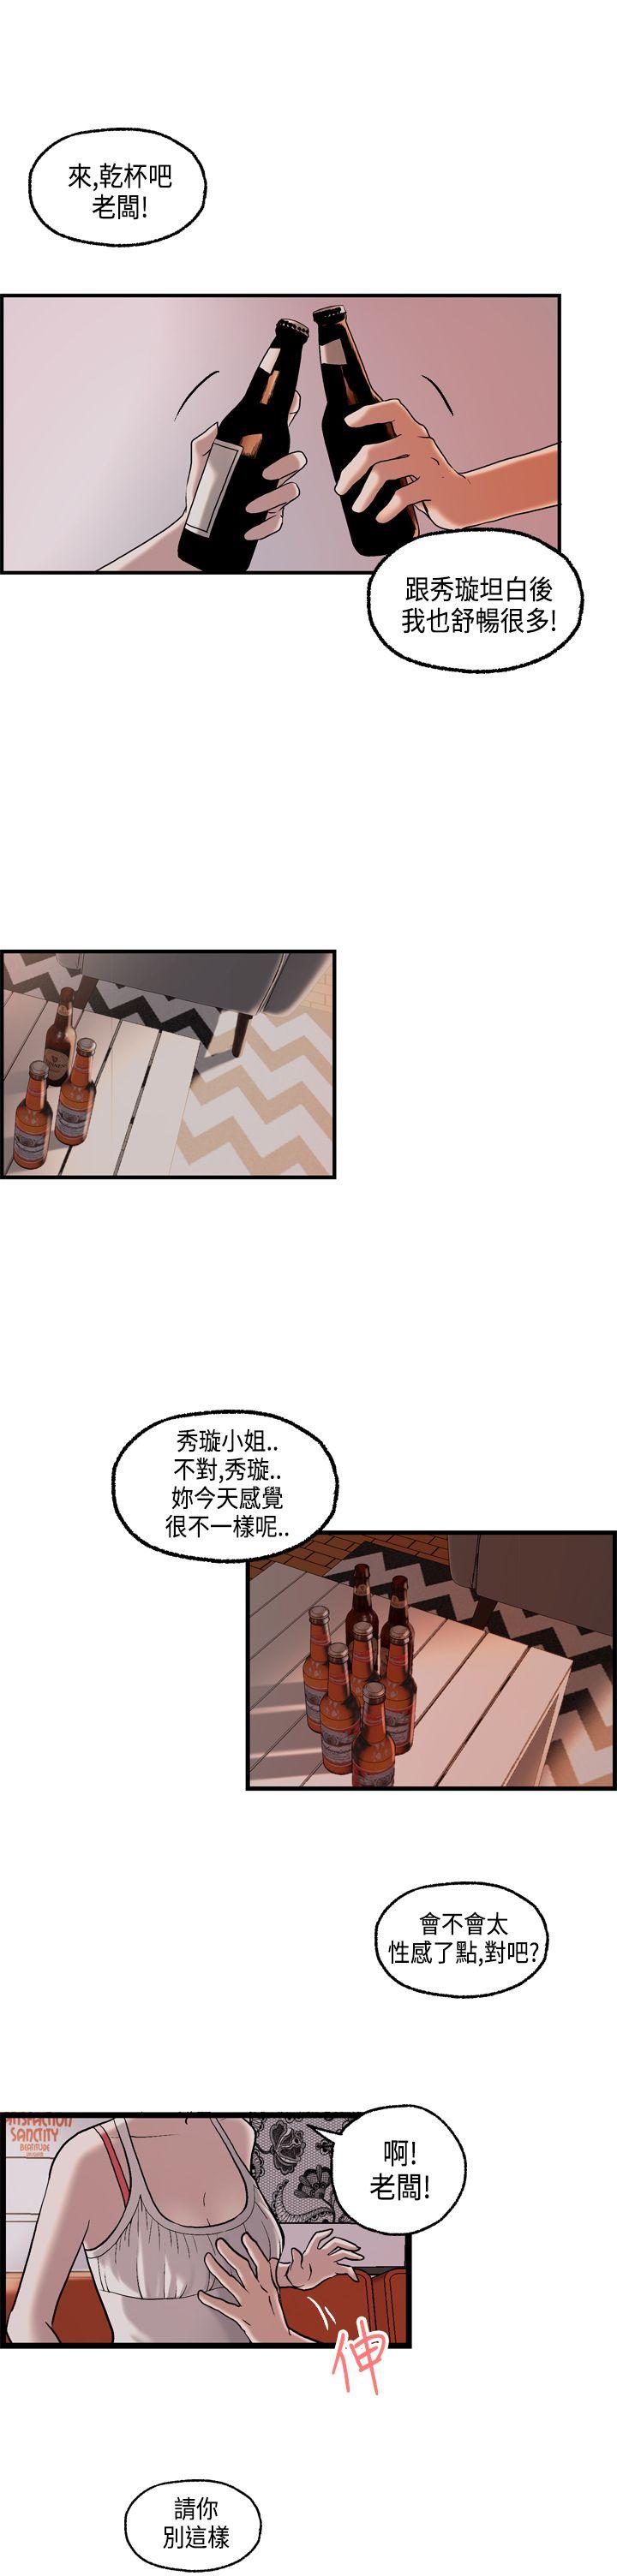 來,乾杯吧
老闆!
跟秀璇坦白後
我也舒暢很多!
秀璇小姐..
不對,秀璇..
妳今天感覺
很不一樣呢..
會不會太
性感了點,對吧?
SANCTITY
BEATITUDE
啊!
老闆!
伸
請你
別這樣